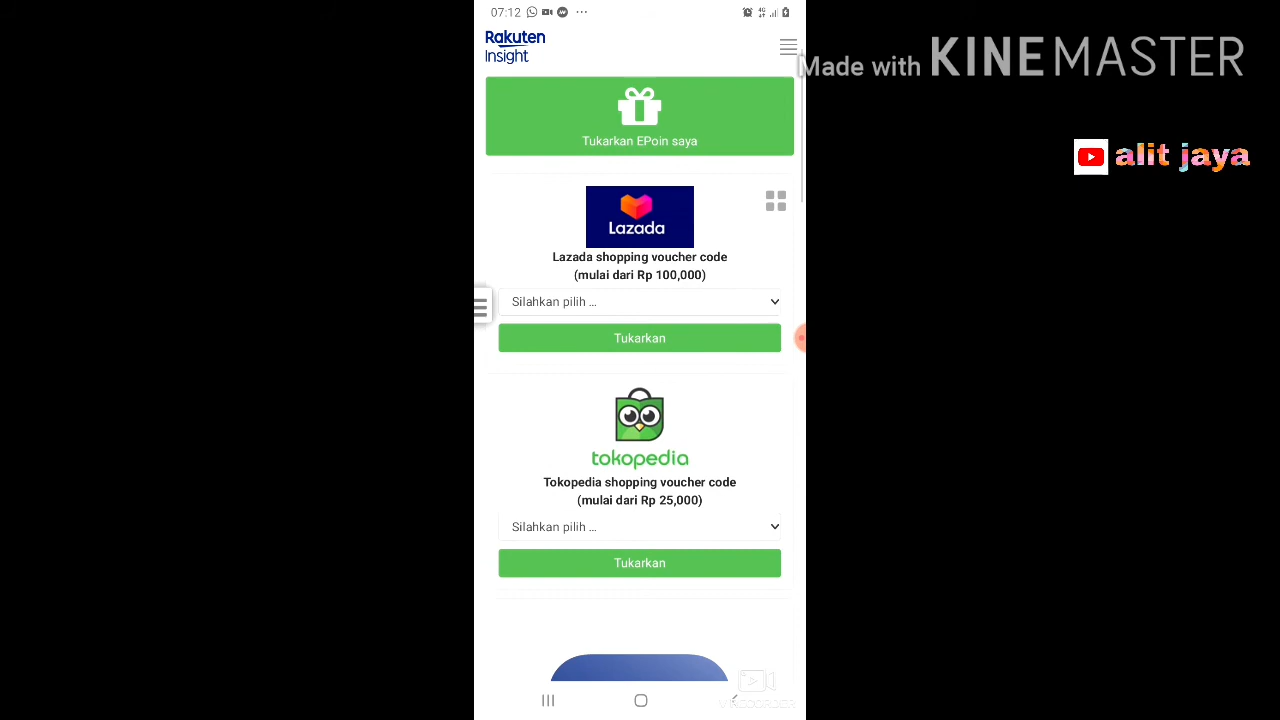 07:12
4G
Rakuten
Insight
Made with KINEMASTER
Tukarkan EPoin saya
alit jaya
Lazada
Lazada shopping voucher code
(mulai dari Rp 100,000)
Silahkan pilih ...
Tukarkan
tokopedia
Tokopedia shopping voucher code
(mulai dari Rp 25,000)
Silahkan pilih ...
Tukarkan